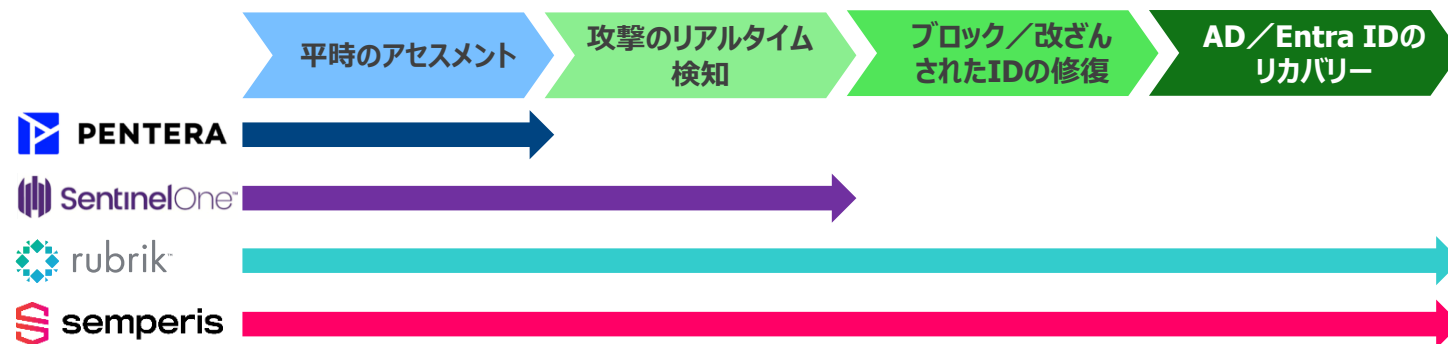 平時のアセスメント
攻撃のリアルタイム
検知
ブロック／改ざん
されたIDの修復
AD／Entra IDの
リカバリー
PENTERA
SentinelOne™
rubrik™
semperis